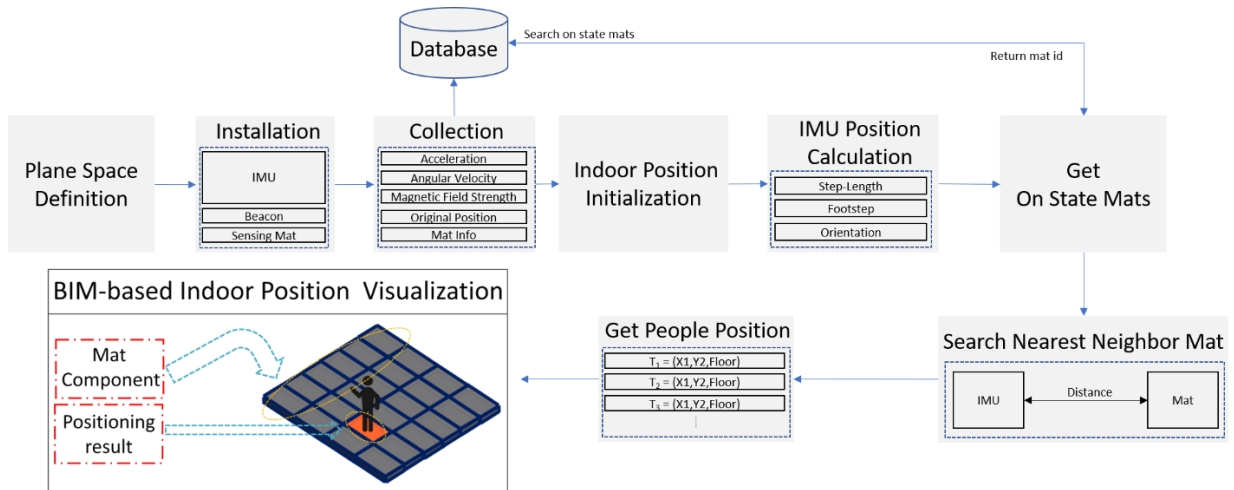 Database
Search on state mats
Return mat id
Plane Space
Definition
Installation
IMU
Beacon
Sensing Mat
Collection
Acceleration
Angular Velocity
Magnetic Field Strength
Original Position
Mat Info
Indoor Position
Initialization
IMU Position
Calculation
Step-Length
Footstep
Orientation
Get
On State Mats
Search Nearest Neighbor Mat
IMU
Distance
Mat
Get People Position
T₁ = (X1,Y2,Floor)
T₂ = (X1,Y2,Floor)
T₃ = (X1,Y2,Floor)
BIM-based Indoor Position Visualization
Mat
Component
Positioning
result